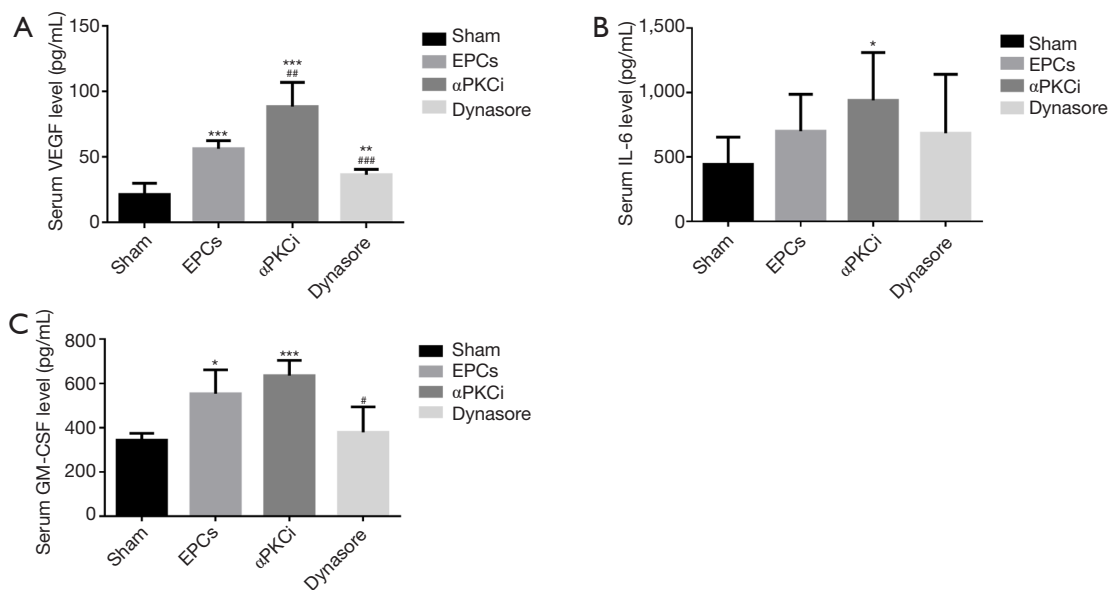 A
Serum VEGF level (pg/mL)
150
100
50
0
***
***
##
**
###
Sham
EPCs
αPKCi
Dynasore
Sham
EPCs
αPKCi
Dynasore
B
Serum IL-6 level (pg/mL)
1,500
1,000
500
0
*
Sham
EPCs
αPKCi
Dynasore
Sham
EPCs
αPKCi
Dynasore
C
Serum GM-CSF level (pg/mL)
800
600
400
200
0
*
***
#
Sham
EPCs
αPKCi
Dynasore
Sham
EPCs
αPKCi
Dynasore